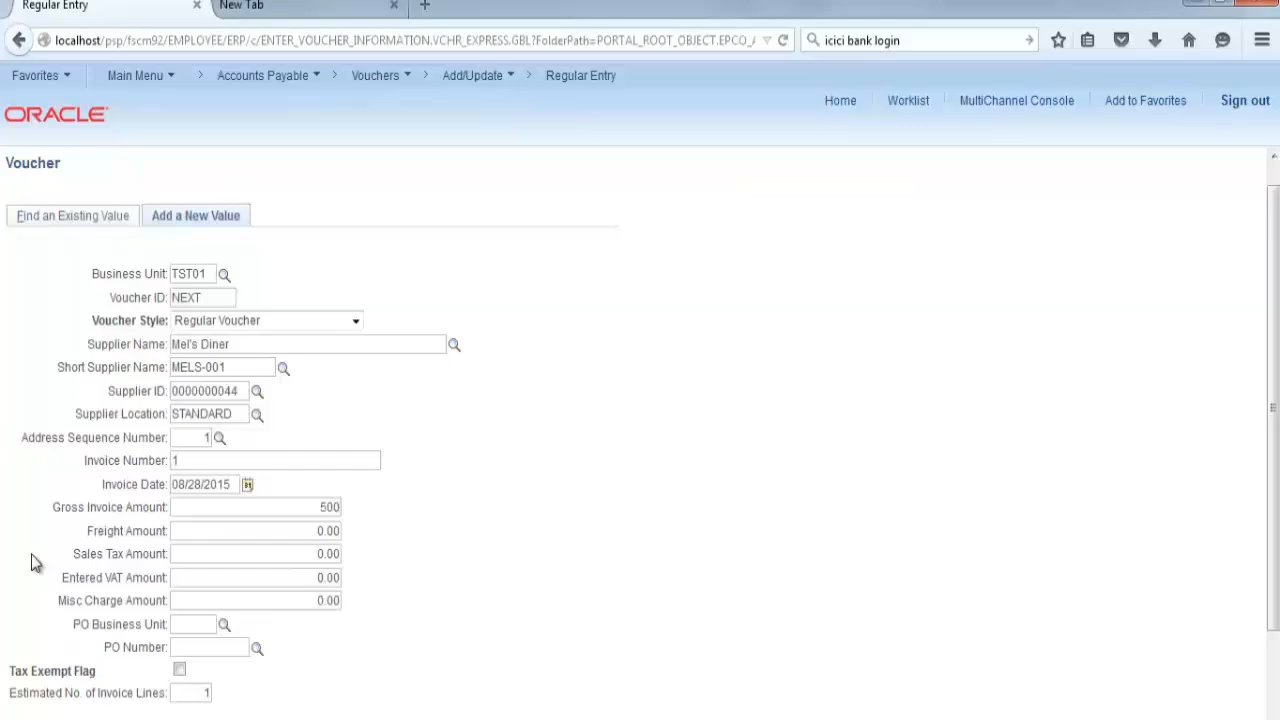 Regular Entry × New Tab × +
localhost/psp/fscm92/EMPLOYEE/ERP/c/ENTER_VOUCHER_INFORMATION.VCHR_EXPRESS.GBL?FolderPath=PORTAL_ROOT_OBJECT.EPCO_ icici bank login
Favorites Main Menu > Accounts Payable > Vouchers > Add/Update > Regular Entry
Home Worklist MultiChannel Console Add to Favorites Sign out
ORACLE
Voucher
Find an Existing Value Add a New Value
Business Unit: TST01
Voucher ID: NEXT
Voucher Style: Regular Voucher
Supplier Name: Mel's Diner
Short Supplier Name: MELS-001
Supplier ID: 0000000044
Supplier Location: STANDARD
Address Sequence Number: 1
Invoice Number: 1
Invoice Date: 08/28/2015
Gross Invoice Amount: 500
Freight Amount: 0.00
Sales Tax Amount: 0.00
Entered VAT Amount: 0.00
Misc Charge Amount: 0.00
PO Business Unit:
PO Number:
Tax Exempt Flag
Estimated No. of Invoice Lines: 1